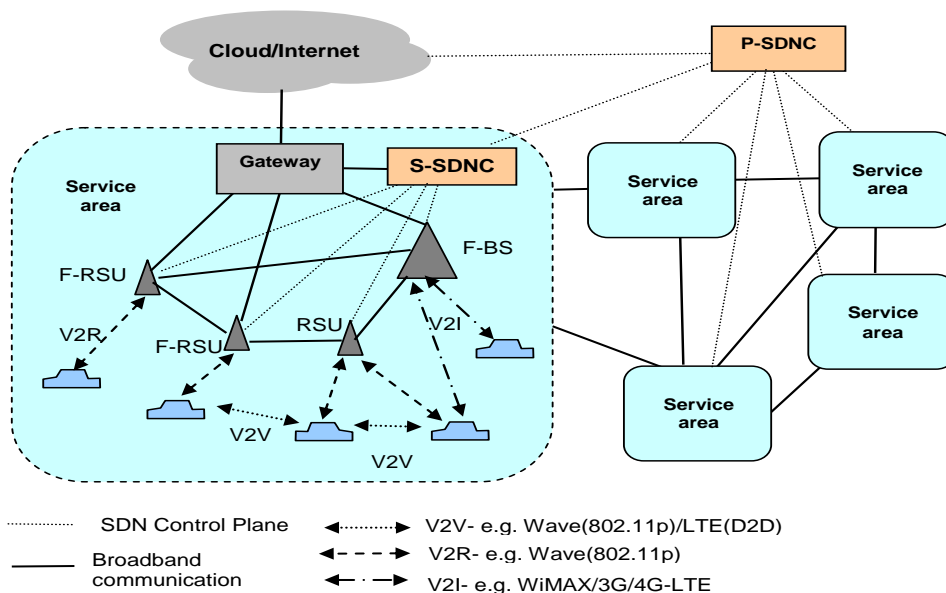 Cloud/Internet
P-SDNC
Gateway
S-SDNC
Service
area
Service
area
Service
area
F-BS
F-RSU
V2R
F-RSU
RSU
V2I
Service
area
Service
area
V2V
V2V
SDN Control Plane
Broadband
communication
V2V- e.g. Wave(802.11p)/LTE(D2D)
V2R- e.g. Wave(802.11p)
V2I- e.g. WiMAX/3G/4G-LTE